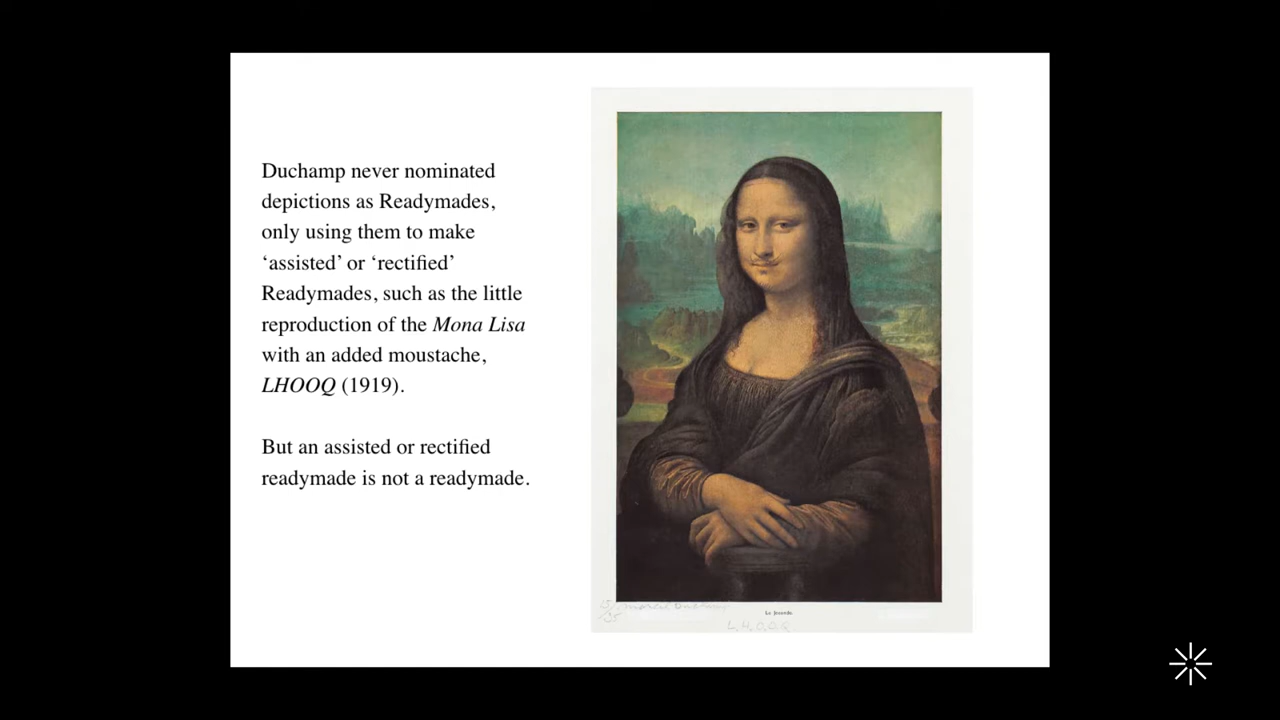 Duchamp never nominated
depictions as Readymades,
only using them to make
‘assisted’ or ‘rectified’
Readymades, such as the little
reproduction of the Mona Lisa
with an added moustache,
LHOOQ (1919).
But an assisted or rectified
readymade is not a readymade.
La Joconde
Marcel Duchamp
L.H.O.O.Q